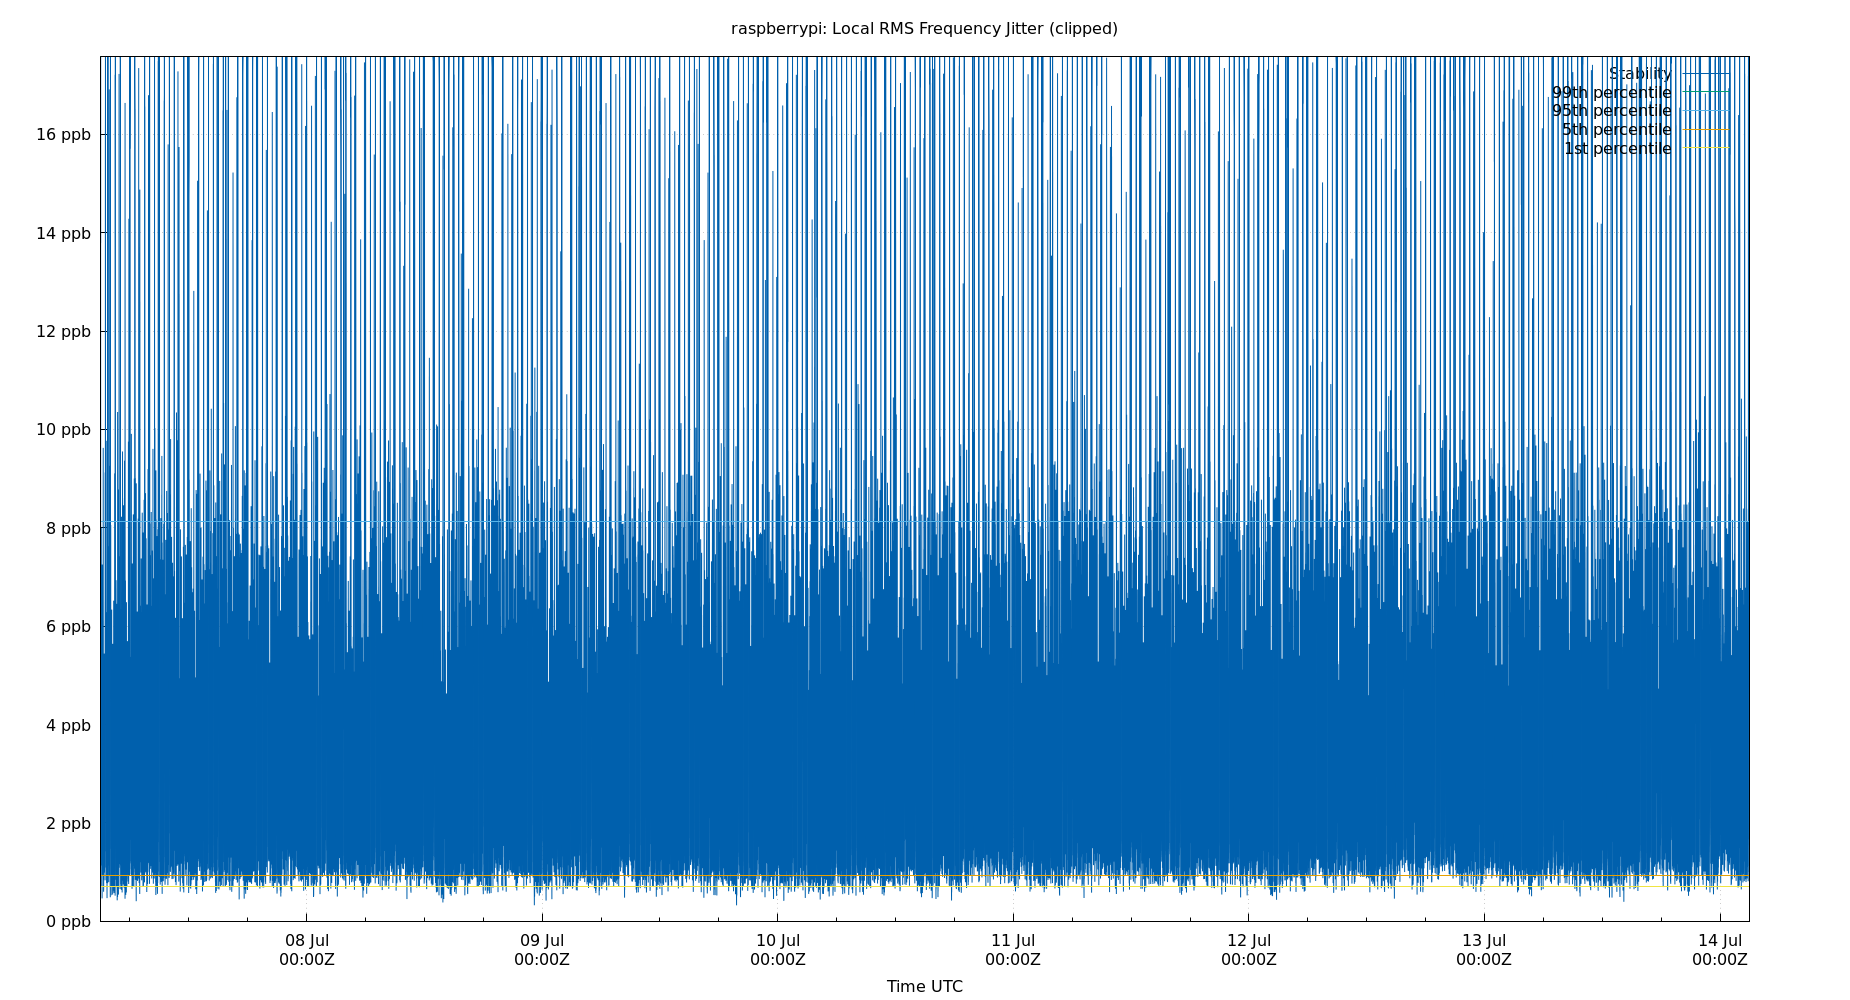 raspberrypi: Local RMS Frequency Jitter (clipped)
Stability
99th percentile
95th percentile
5th percentile
1st percentile
16 ppb
14 ppb
12 ppb
10 ppb
8 ppb
6 ppb
4 ppb
2 ppb
0 ppb
08 Jul 09 Jul 10 Jul 11 Jul 12 Jul 13 Jul 14 Jul
00:00Z 00:00Z 00:00Z 00:00Z 00:00Z 00:00Z 00:00Z
Time UTC